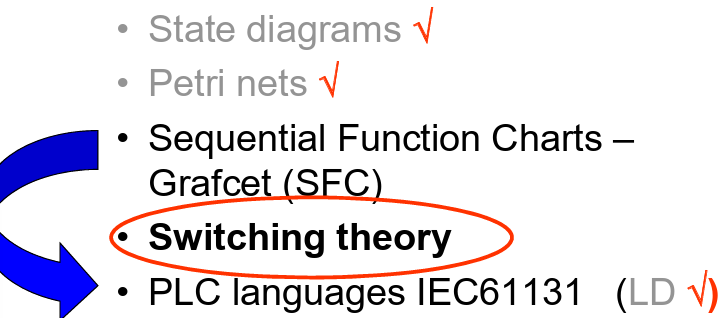 • State diagrams √
• Petri nets √
• Sequential Function Charts –
Grafcet (SFC)
• Switching theory
• PLC languages IEC61131 (LD √)